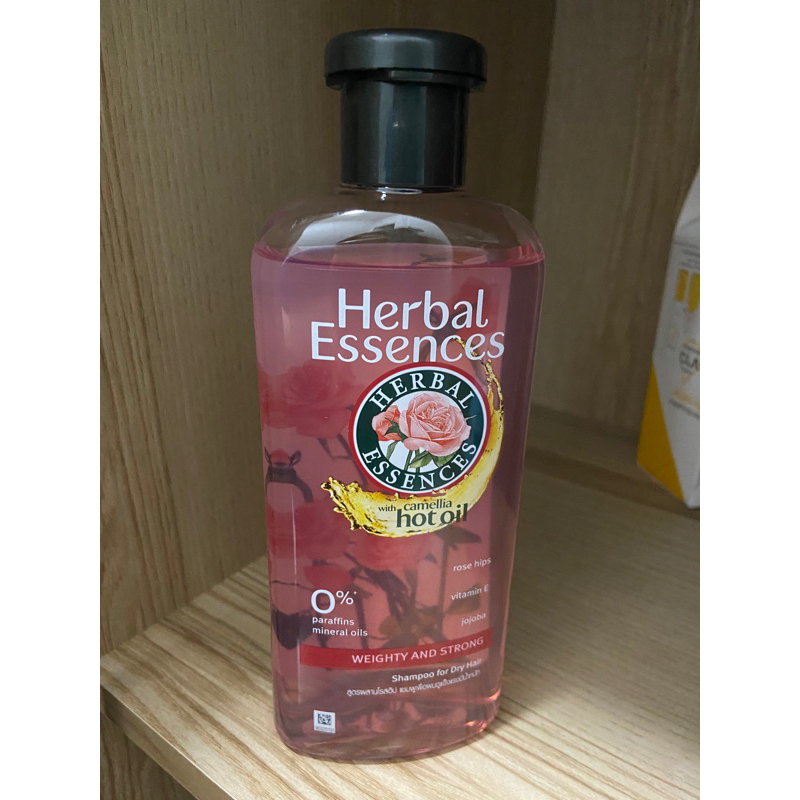 Herbal
Essences
HERBAL
ESSENCES
with camellia
hot oil
rose hips
vitamin E
jojoba
0%*
paraffins
mineral oils
WEIGHTY AND STRONG
Shampoo for Dry Hair